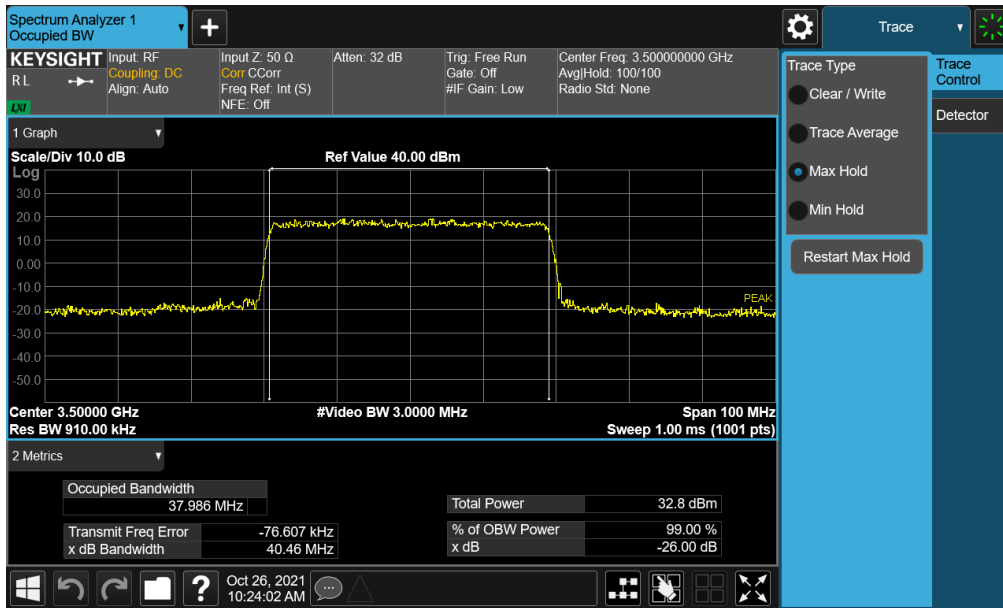 Spectrum Analyzer 1
Occupied BW
+
Trace
KEYSIGHT
R L
LXI
Input: RF
Coupling: DC
Align: Auto
Input Z: 50 Ω
Corr CCorr
Freq Ref: Int (S)
NFE: Off
Atten: 32 dB
Trig: Free Run
Gate: Off
#IF Gain: Low
Center Freq: 3.500000000 GHz
Avg|Hold: 100/100
Radio Std: None
Trace Type
Clear / Write
Trace Average
Max Hold
Min Hold
Restart Max Hold
Trace
Control
Detector
1 Graph
Scale/Div 10.0 dB
Ref Value 40.00 dBm
Log
30.0
20.0
10.0
0.00
-10.0
-20.0
-30.0
-40.0
-50.0
PEAK
Center 3.50000 GHz
#Video BW 3.0000 MHz
Span 100 MHz
Res BW 910.00 kHz
Sweep 1.00 ms (1001 pts)
2 Metrics
Occupied Bandwidth
37.986 MHz
Transmit Freq Error -76.607 kHz
x dB Bandwidth 40.46 MHz
Total Power 32.8 dBm
% of OBW Power 99.00 %
x dB -26.00 dB
?
Oct 26, 2021
10:24:02 AM